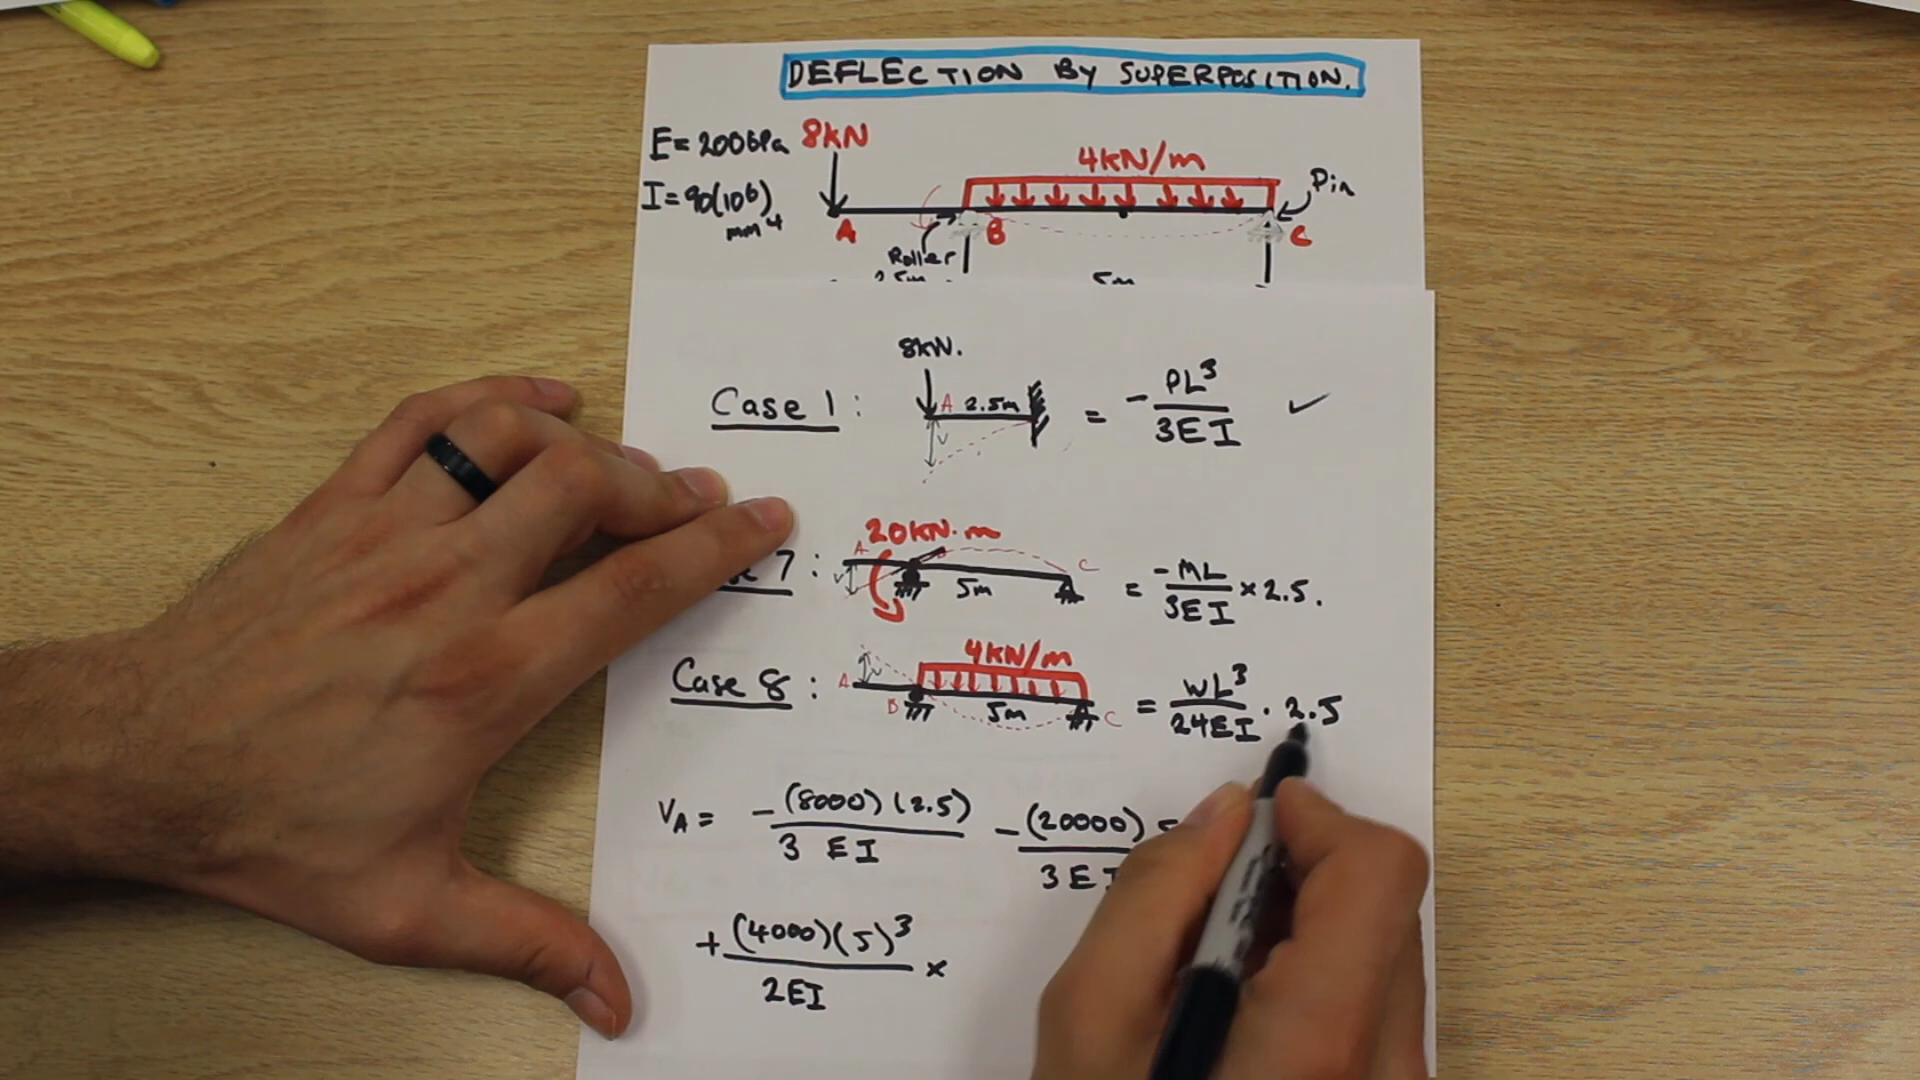 DEFLECTION BY SUPERPOSITION.
E = 200GPa
I = 90(10⁶)
mm⁴
8kN
4kN/m
Pin
A
B
C
Roller
5m
8kN.
Case 1 : A 2.5m = - PL³ / 3EI ✓
V
20kN·m
7 : A C
V
5m = -ML / 3EI × 2.5.
4kN/m
Case 8 : A V B 5m C = WL³ / 24EI · 2.5
V_A = - (8000)(2.5) / 3 EI - (20000) / 3E
+ (4000)(5)³ / 2EI ×